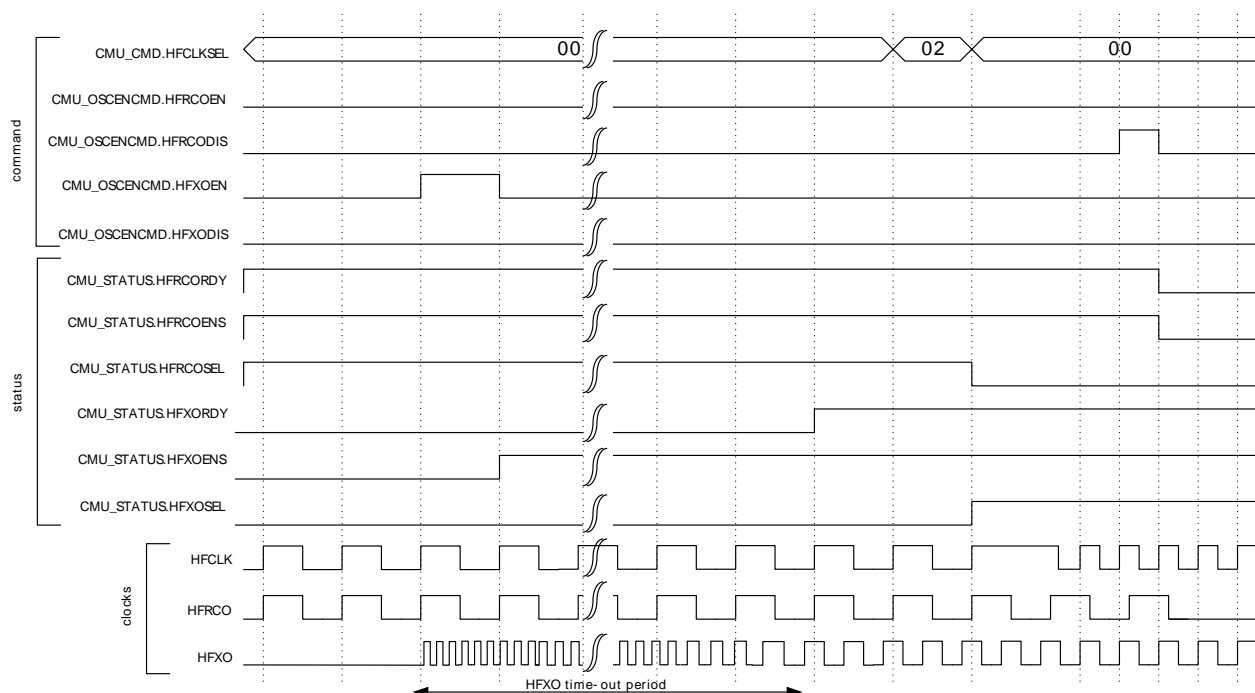 CMU_CMD.HFCLKSEL
00
02
00
CMU_OSCENCMD.HFRCOEN
command
CMU_OSCENCMD.HFRCODIS
CMU_OSCENCMD.HFXOEN
CMU_OSCENCMD.HFXODIS
CMU_STATUS.HFRCORDY
CMU_STATUS.HFRCOENS
status
CMU_STATUS.HFRCOSEL
CMU_STATUS.HFXORDY
CMU_STATUS.HFXOENS
CMU_STATUS.HFXOSEL
HFCLK
clocks
HFRCO
HFXO
HFXO time-out period